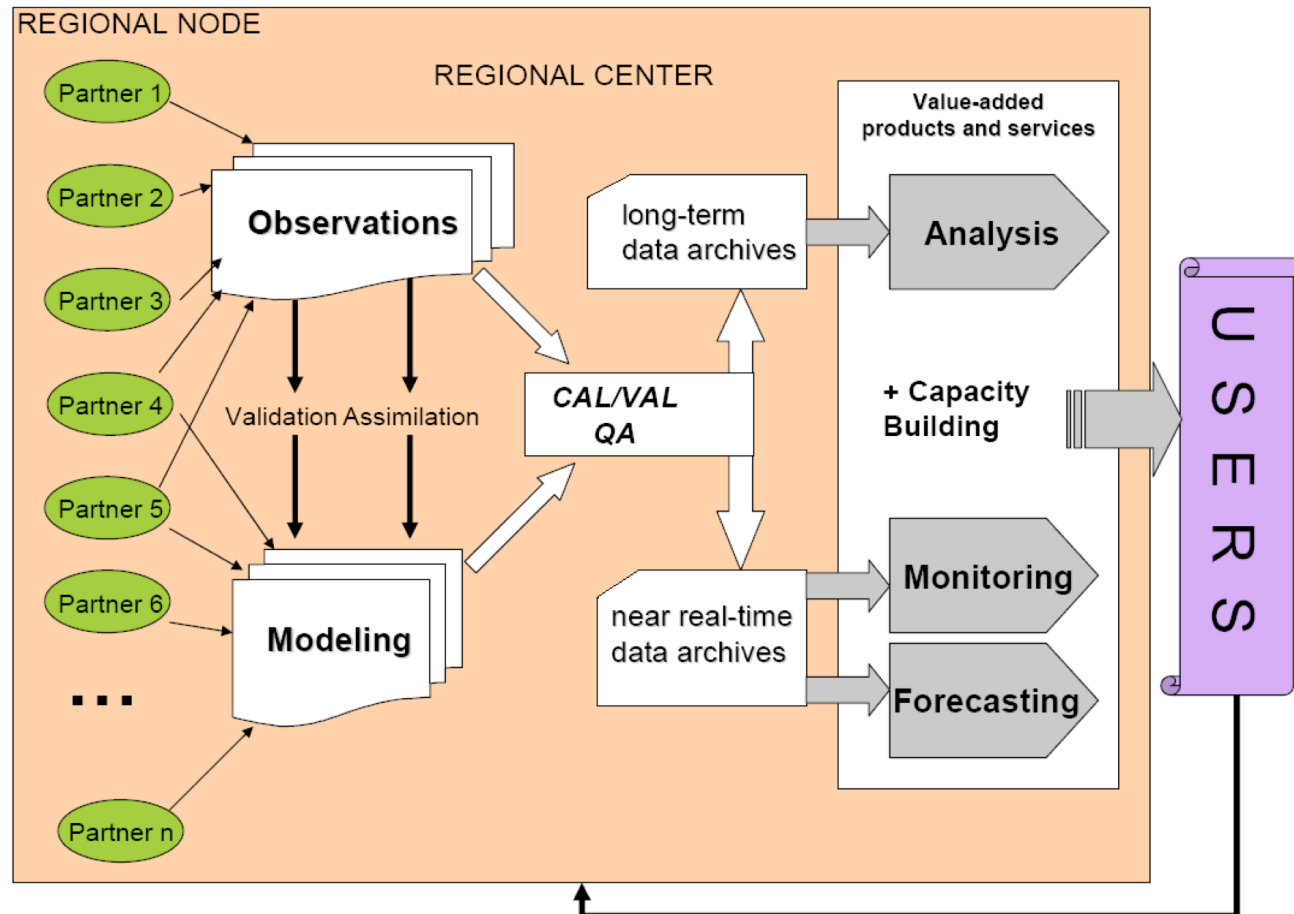 REGIONAL NODE
REGIONAL CENTER
Partner 1
Partner 2
Partner 3
Partner 4
Partner 5
Partner 6
...
Partner n
Observations
Validation Assimilation
Modeling
CAL/VAL
QA
long-term
data archives
near real-time
data archives
Value-added
products and services
Analysis
+ Capacity
Building
Monitoring
Forecasting
USERS